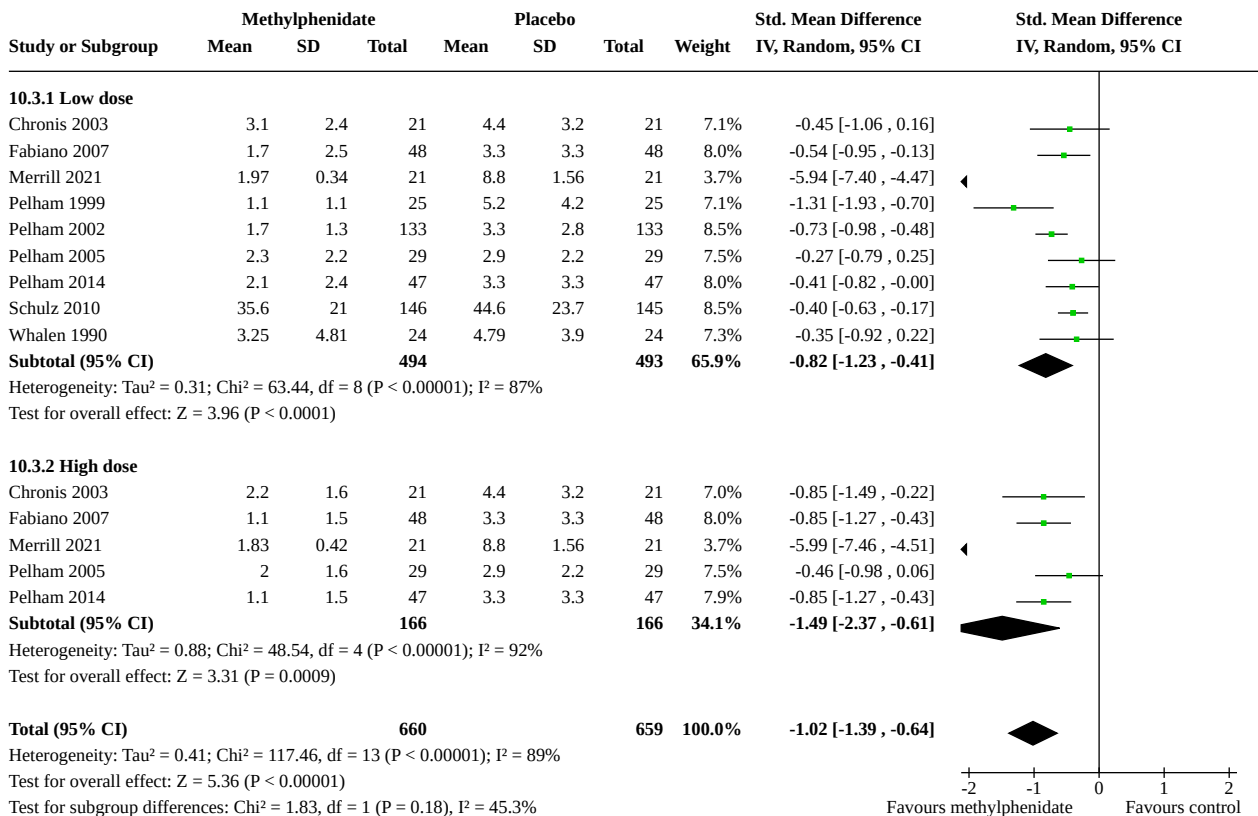 Methylphenidate Placebo Std. Mean Difference Std. Mean Difference
Study or Subgroup Mean SD Total Mean SD Total Weight IV, Random, 95% CI IV, Random, 95% CI
10.3.1 Low dose
Chronis 2003 3.1 2.4 21 4.4 3.2 21 7.1% -0.45 [-1.06 , 0.16]
Fabiano 2007 1.7 2.5 48 3.3 3.3 48 8.0% -0.54 [-0.95 , -0.13]
Merrill 2021 1.97 0.34 21 8.8 1.56 21 3.7% -5.94 [-7.40 , -4.47]
Pelham 1999 1.1 1.1 25 5.2 4.2 25 7.1% -1.31 [-1.93 , -0.70]
Pelham 2002 1.7 1.3 133 3.3 2.8 133 8.5% -0.73 [-0.98 , -0.48]
Pelham 2005 2.3 2.2 29 2.9 2.2 29 7.5% -0.27 [-0.79 , 0.25]
Pelham 2014 2.1 2.4 47 3.3 3.3 47 8.0% -0.41 [-0.82 , -0.00]
Schulz 2010 35.6 21 146 44.6 23.7 145 8.5% -0.40 [-0.63 , -0.17]
Whalen 1990 3.25 4.81 24 4.79 3.9 24 7.3% -0.35 [-0.92 , 0.22]
Subtotal (95% CI) 494 493 65.9% -0.82 [-1.23 , -0.41]
Heterogeneity: Tau² = 0.31; Chi² = 63.44, df = 8 (P < 0.00001); I² = 87%
Test for overall effect: Z = 3.96 (P < 0.0001)
10.3.2 High dose
Chronis 2003 2.2 1.6 21 4.4 3.2 21 7.0% -0.85 [-1.49 , -0.22]
Fabiano 2007 1.1 1.5 48 3.3 3.3 48 8.0% -0.85 [-1.27 , -0.43]
Merrill 2021 1.83 0.42 21 8.8 1.56 21 3.7% -5.99 [-7.46 , -4.51]
Pelham 2005 2 1.6 29 2.9 2.2 29 7.5% -0.46 [-0.98 , 0.06]
Pelham 2014 1.1 1.5 47 3.3 3.3 47 7.9% -0.85 [-1.27 , -0.43]
Subtotal (95% CI) 166 166 34.1% -1.49 [-2.37 , -0.61]
Heterogeneity: Tau² = 0.88; Chi² = 48.54, df = 4 (P < 0.00001); I² = 92%
Test for overall effect: Z = 3.31 (P = 0.0009)
Total (95% CI) 660 659 100.0% -1.02 [-1.39 , -0.64]
Heterogeneity: Tau² = 0.41; Chi² = 117.46, df = 13 (P < 0.00001); I² = 89%
Test for overall effect: Z = 5.36 (P < 0.00001) -2 -1 0 1 2
Test for subgroup differences: Chi² = 1.83, df = 1 (P = 0.18), I² = 45.3% Favours methylphenidate Favours control